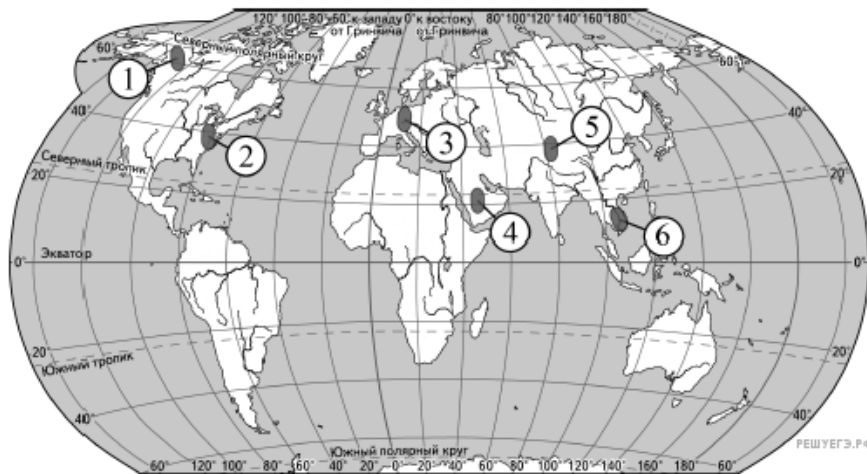 120° 100° 80° 60° к западу 0° к востоку 80° 100° 120° 140° 180°
от Гринвича от Гринвича
Северный полярный круг
60° 60° 60°
1
40° 40°
2 3 5
Северный тропик
20° 20°
4 6
Экватор
0° 0°
20 20°
Южный тропик
40° 40°
Южный полярный круг
60° 120° 100° 80° 60° 40° 20° 0° 20° 40° 60° 80° 100° 120° 140° 160° 180° 160° 60°
РЕШУЕГЭ.РФ